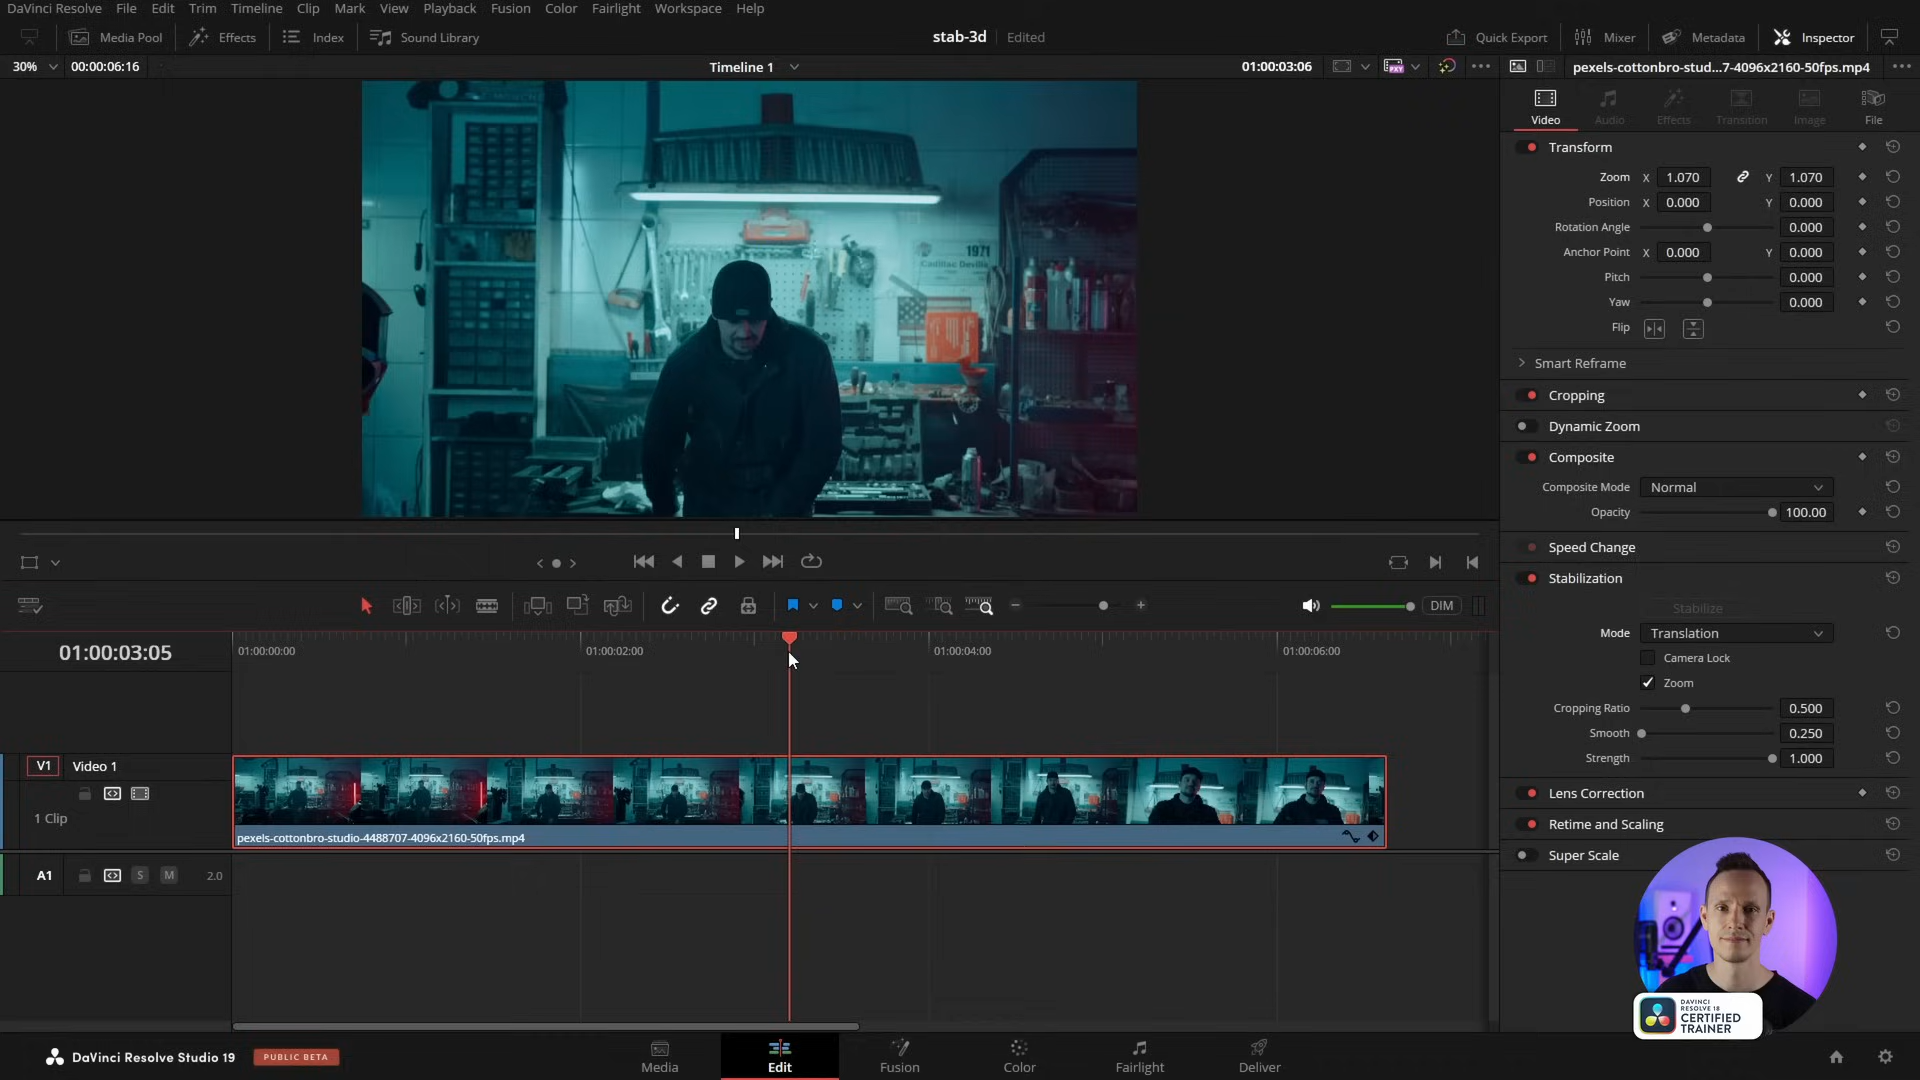 DaVinci Resolve File Edit Trim Timeline Clip Mark View Playback Fusion Color Fairlight Workspace Help
Media Pool Effects Index Sound Library stab-3d Edited Quick Export Mixer Metadata Inspector
30% 00:00:06:16 Timeline 1 01:00:03:06 PXY pexels-cottonbro-stud...7-4096x2160-50fps.mp4
Video Audio Effects Transition Image File
Transform
Zoom X 1.070 Y 1.070
Position X 0.000 Y 0.000
Rotation Angle 0.000
Anchor Point X 0.000 Y 0.000
Pitch 0.000
Yaw 0.000
Flip
Smart Reframe
Cropping
Dynamic Zoom
Composite
Composite Mode Normal
Opacity 100.00
Speed Change
Stabilization
Stabilize
Mode Translation
Camera Lock
Zoom
Cropping Ratio 0.500
Smooth 0.250
Strength 1.000
Lens Correction
Retime and Scaling
Super Scale
1971
Cadillac Deville
DIM
01:00:03:05 01:00:00:00 01:00:02:00 01:00:04:00 01:00:06:00
V1 Video 1
1 Clip
pexels-cottonbro-studio-4488707-4096x2160-50fps.mp4
A1 S M 2.0
DAVINCI
RESOLVE 18
CERTIFIED
TRAINER
DaVinci Resolve Studio 19 PUBLIC BETA
Media Edit Fusion Color Fairlight Deliver